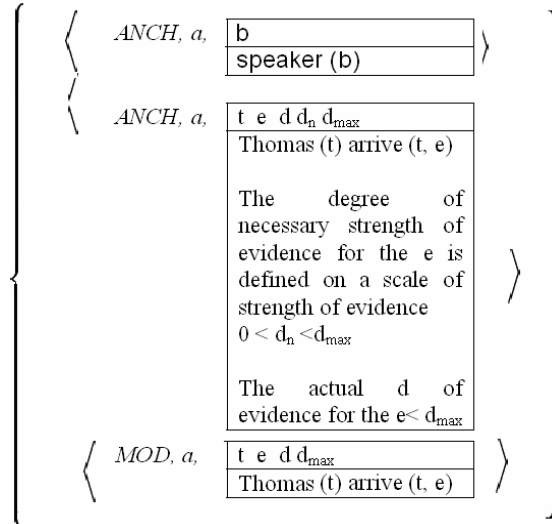 ANCH, a, b
speaker (b)
ANCH, a, t e d dₙ dₘₐₓ
Thomas (t) arrive (t, e)
The degree of
necessary strength of
evidence for the e is
defined on a scale of
strength of evidence
0 < dₙ <dₘₐₓ
The actual d of
evidence for the e< dₘₐₓ
MOD, a, t e d dₘₐₓ
Thomas (t) arrive (t, e)